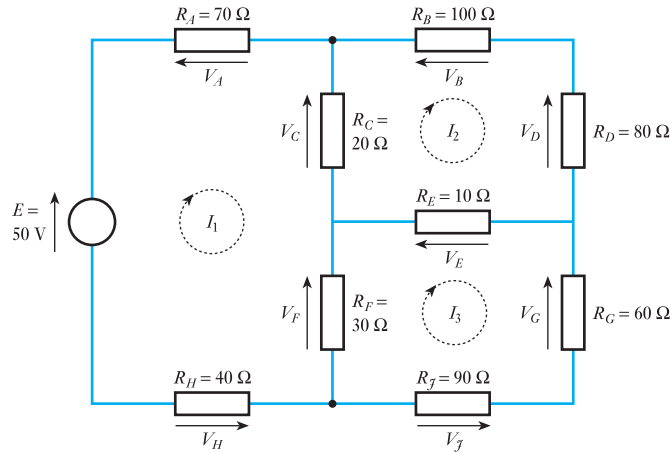 R_A = 70 Ω
R_B = 100 Ω
V_A
V_B
V_C
R_C =
20 Ω
I_2
V_D
R_D = 80 Ω
E =
50 V
I_1
R_E = 10 Ω
V_E
V_F
R_F =
30 Ω
I_3
V_G
R_G = 60 Ω
R_H = 40 Ω
R_J = 90 Ω
V_H
V_J